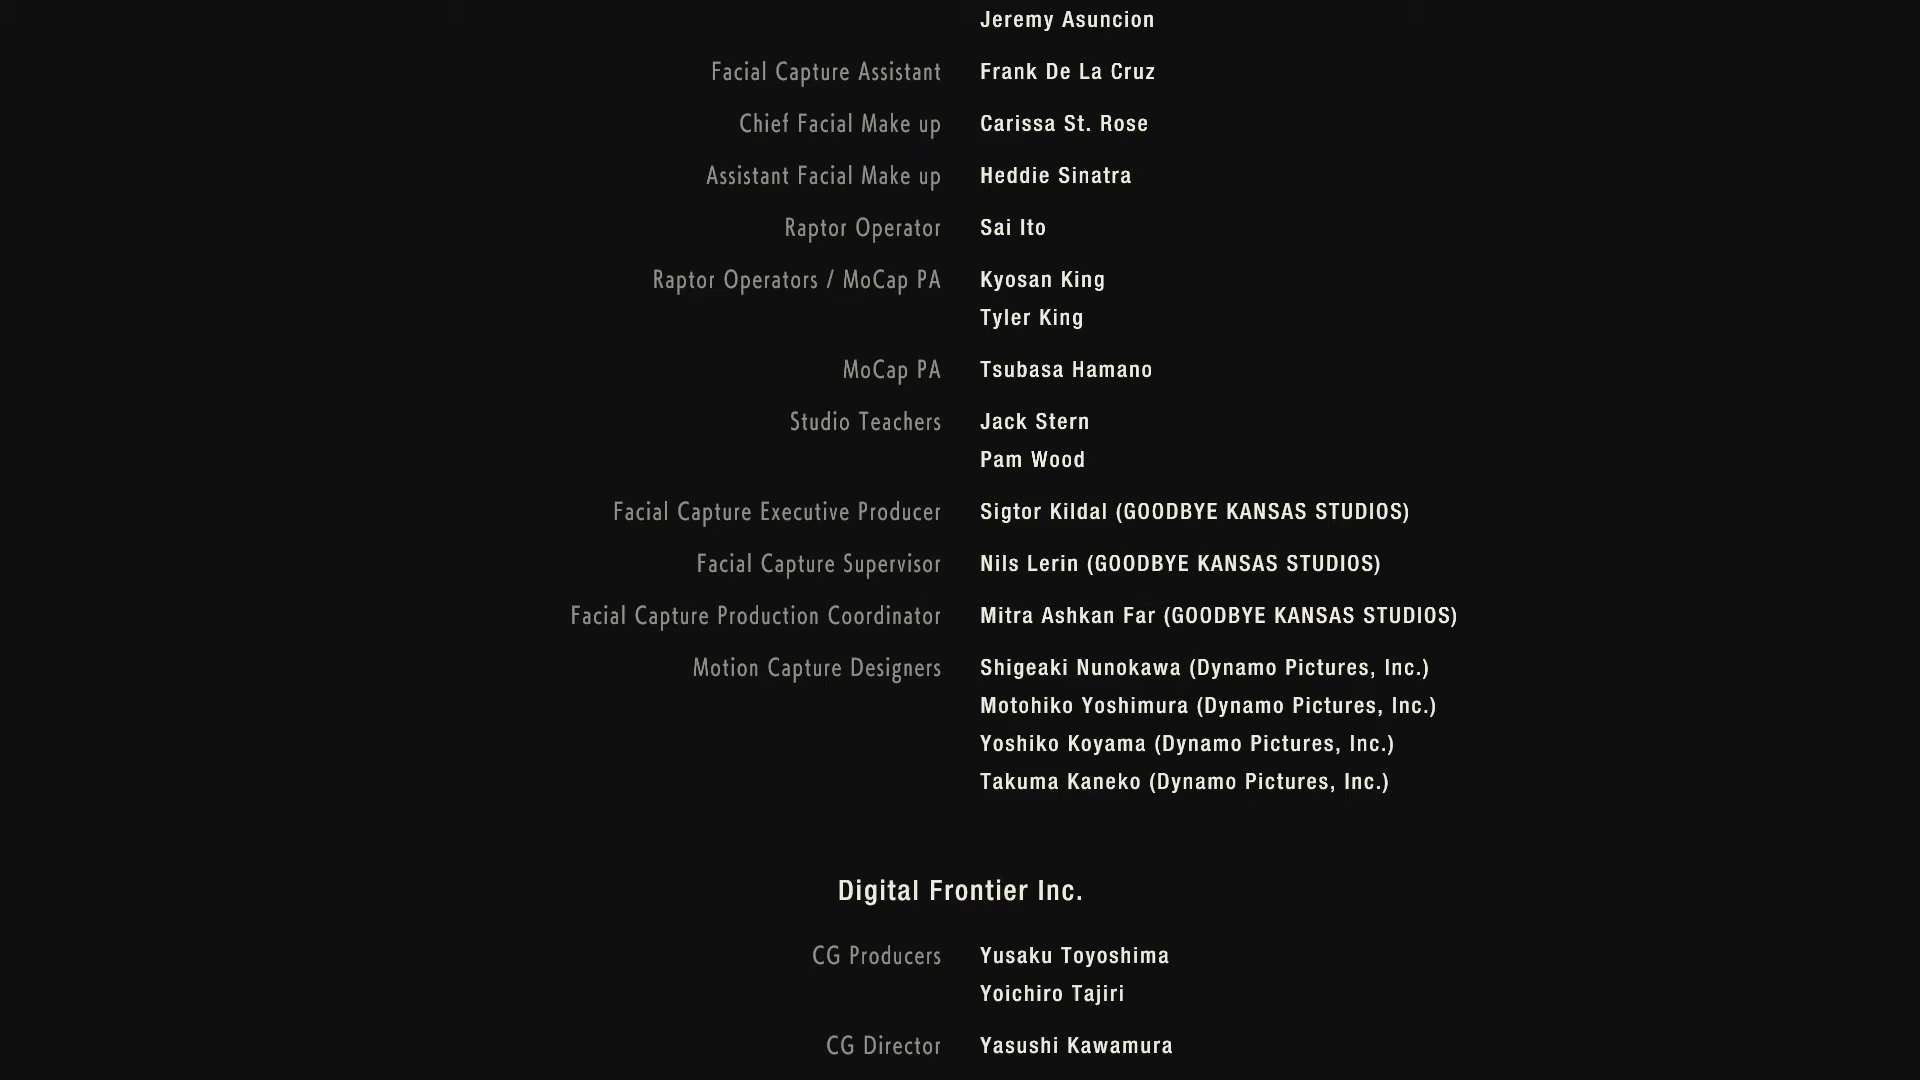 Jeremy Asuncion
Facial Capture Assistant Frank De La Cruz
Chief Facial Make up Carissa St. Rose
Assistant Facial Make up Heddie Sinatra
Raptor Operator Sai Ito
Raptor Operators / MoCap PA Kyosan King
Tyler King
MoCap PA Tsubasa Hamano
Studio Teachers Jack Stern
Pam Wood
Facial Capture Executive Producer Sigtor Kildal (GOODBYE KANSAS STUDIOS)
Facial Capture Supervisor Nils Lerin (GOODBYE KANSAS STUDIOS)
Facial Capture Production Coordinator Mitra Ashkan Far (GOODBYE KANSAS STUDIOS)
Motion Capture Designers Shigeaki Nunokawa (Dynamo Pictures, Inc.)
Motohiko Yoshimura (Dynamo Pictures, Inc.)
Yoshiko Koyama (Dynamo Pictures, Inc.)
Takuma Kaneko (Dynamo Pictures, Inc.)
Digital Frontier Inc.
CG Producers Yusaku Toyoshima
Yoichiro Tajiri
CG Director Yasushi Kawamura